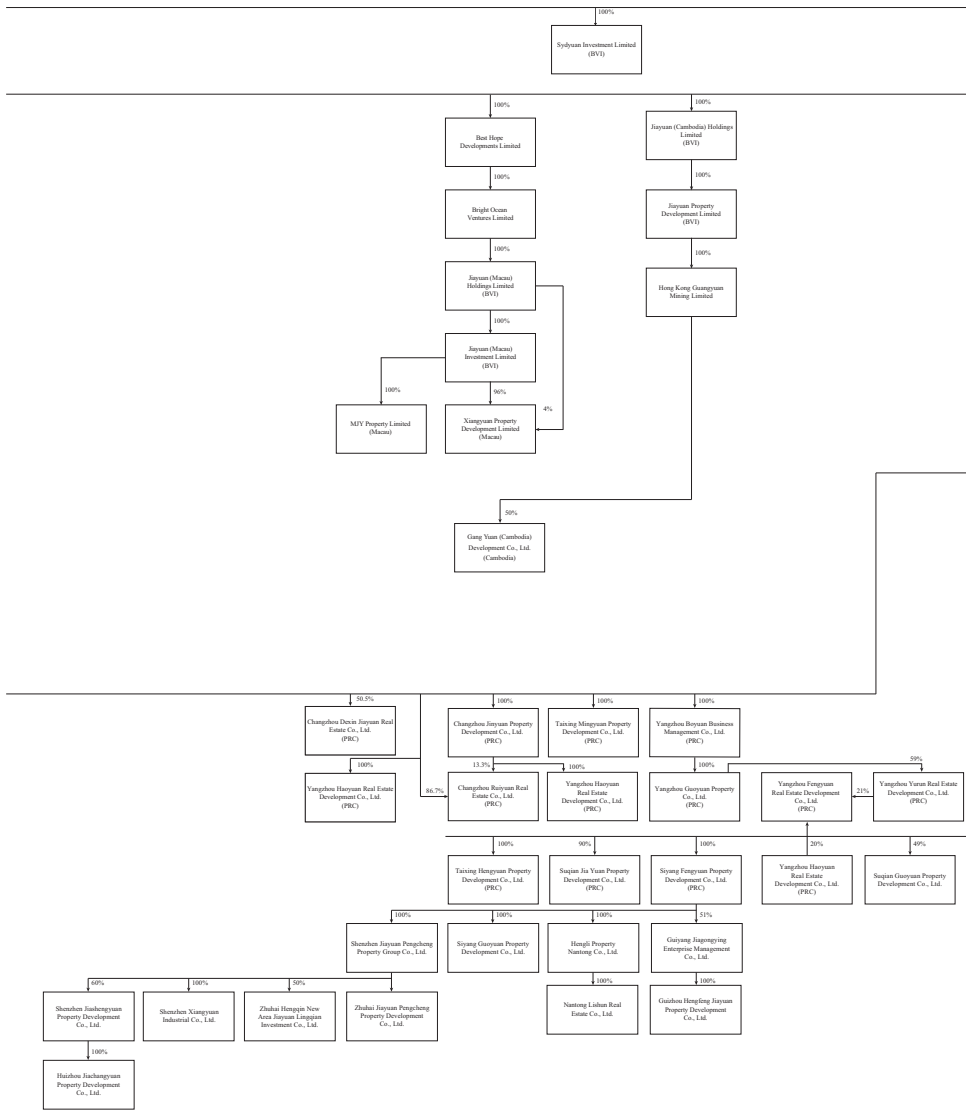 100%
Sydyuan Investment Limited
(BVI)
100%
100%
Best Hope
Developments Limited
Jiayuan (Cambodia) Holdings
Limited
(BVI)
100%
100%
Bright Ocean
Ventures Limited
Jiayuan Property
Development Limited
(BVI)
100%
100%
Jiayuan (Macau)
Holdings Limited
(BVI)
Hong Kong Guangyuan
Mining Limited
100%
Jiayuan (Macau)
Investment Limited
(BVI)
100%
96%
4%
MJY Property Limited
(Macau)
Xiangyuan Property
Development Limited
(Macau)
50%
Gang Yuan (Cambodia)
Development Co., Ltd.
(Cambodia)
50.5%
100%
100%
100%
Changzhou Dexin Jiayuan Real
Estate Co., Ltd.
(PRC)
Changzhou Jinyuan Property
Development Co., Ltd.
(PRC)
Taixing Mingyuan Property
Development Co., Ltd.
(PRC)
Yangzhou Boyuan Business
Management Co., Ltd.
(PRC)
100%
13.3%
100%
100%
59%
Yangzhou Haoyuan Real Estate
Development Co., Ltd.
(PRC)
86.7%
Changzhou Ruiyuan Real
Estate Co., Ltd.
(PRC)
Yangzhou Haoyuan
Real Estate
Development Co., Ltd.
(PRC)
Yangzhou Guoyuan Property
Co., Ltd.
(PRC)
Yangzhou Fengyuan
Real Estate Development
Co., Ltd.
(PRC)
21%
Yangzhou Yurun Real Estate
Development Co., Ltd.
(PRC)
100%
90%
100%
20%
49%
Taixing Hengyuan
Property Development
Co., Ltd.
(PRC)
Suqian Jia Yuan Property
Development Co., Ltd.
(PRC)
Siyang Fengyuan Property
Development Co., Ltd.
(PRC)
Yangzhou Haoyuan
Real Estate
Development Co., Ltd.
(PRC)
Suqian Guoyuan Property
Development Co., Ltd.
100%
100%
100%
51%
Shenzhen Jiayuan Pengcheng
Property Group Co., Ltd.
Siyang Guoyuan Property
Development Co., Ltd.
Hengli Property
Nantong Co., Ltd.
Guiyang Jiagongying
Enterprise Management
Co., Ltd.
60%
100%
50%
100%
100%
Shenzhen Jiashengyuan
Property Development
Co., Ltd.
Shenzhen Xiangyuan
Industrial Co., Ltd.
Zhuhai Hengqin New
Area Jiayuan Lingqian
Investment Co., Ltd.
Zhuhai Jiayuan Pengcheng
Property Development
Co., Ltd.
Nantong Lishun Real
Estate Co., Ltd.
Guizhou Hengfeng Jiayuan
Property Development
Co., Ltd.
100%
Huizhou Jiachangyuan
Property Development
Co., Ltd.